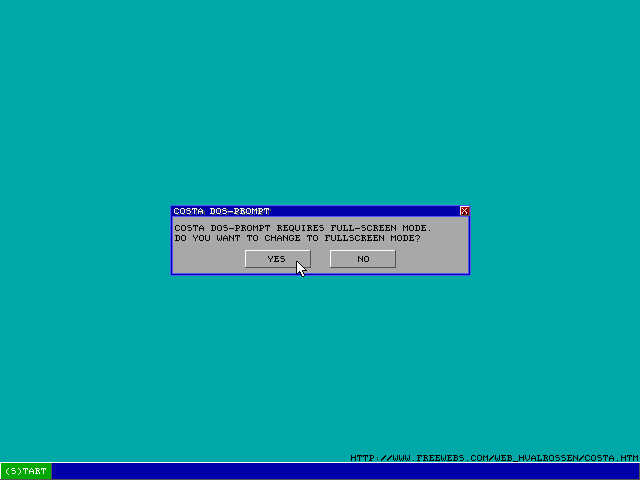 COSTA DOS-PROMPT
X
COSTA DOS-PROMPT REQUIRES FULL-SCREEN MODE.
DO YOU WANT TO CHANGE TO FULLSCREEN MODE?
YES
NO
HTTP://WWW.FREEWEBS.COM/WEB_HVALROSSEN/COSTA.HTM
(S)TART